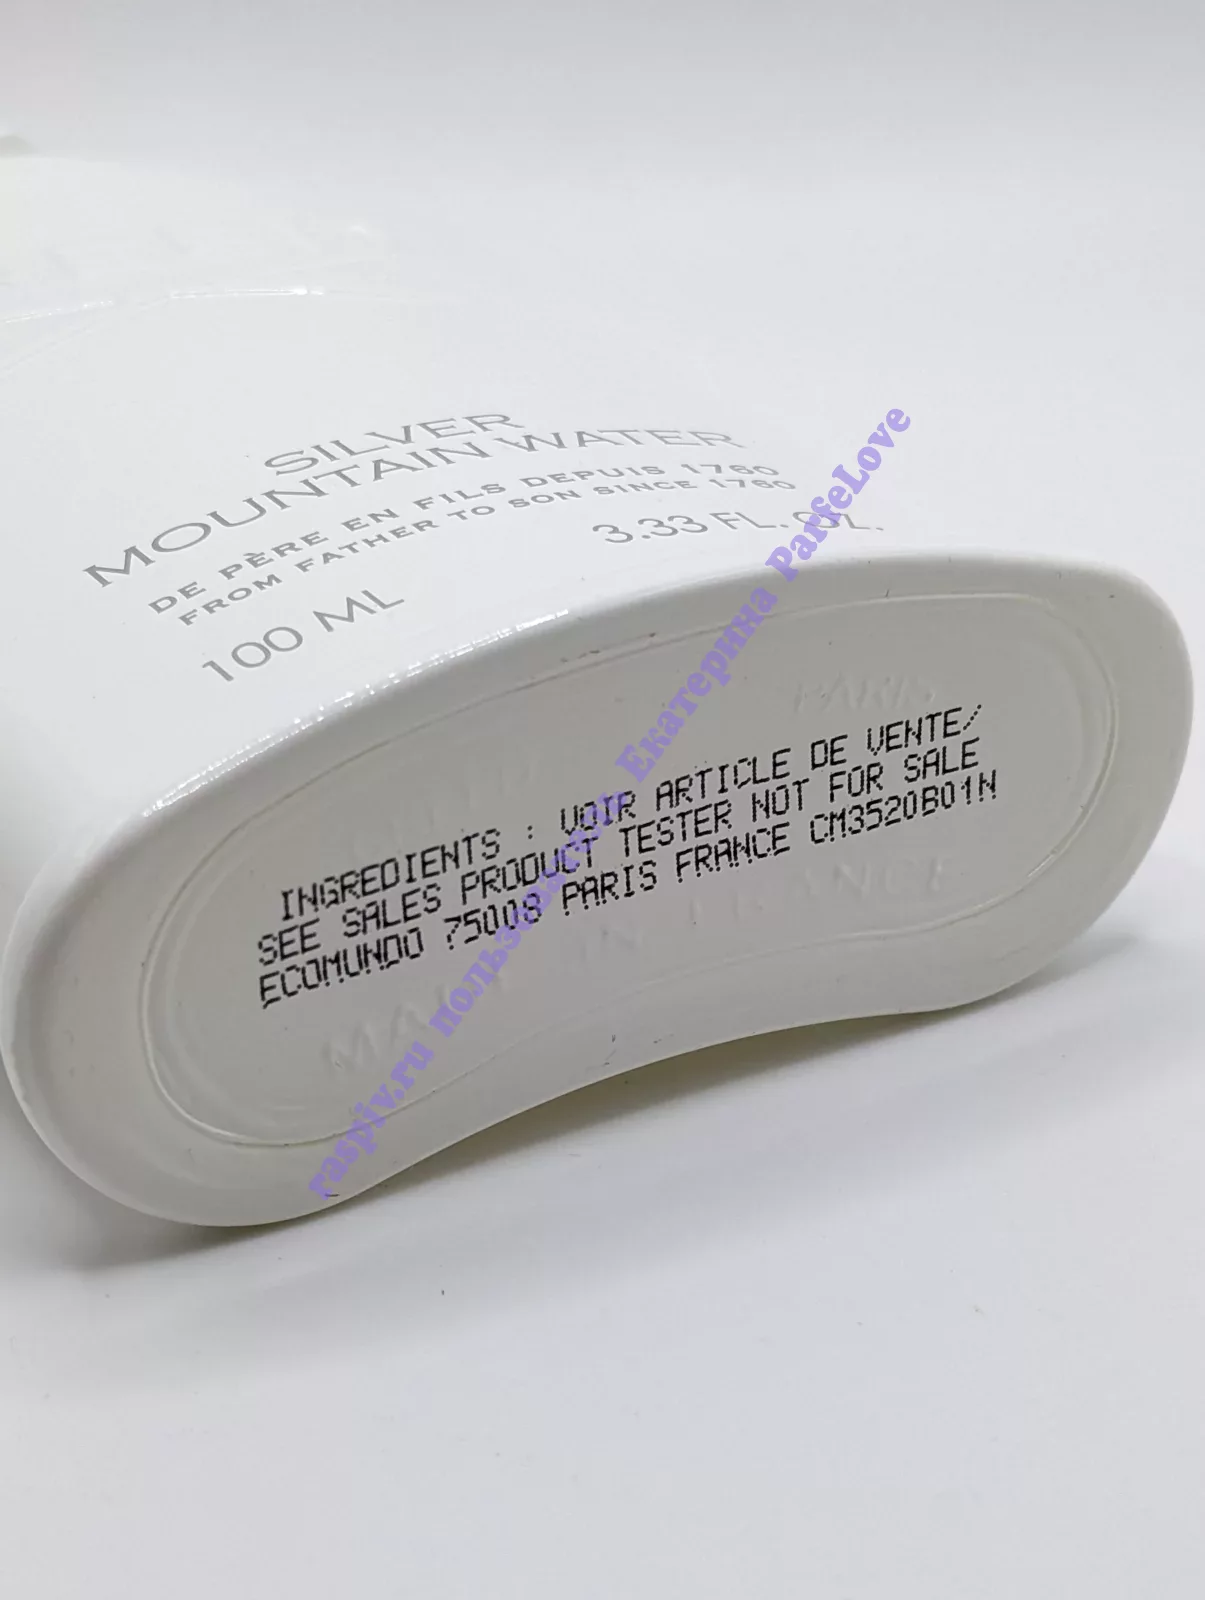 SILVER
MOUNTAIN WATER
DE PÈRE EN FILS DEPUIS 1760
FROM FATHER TO SON SINCE 1760
100 ML
3.33 FL. OZ.
PARIS
INGREDIENTS : VOIR ARTICLE DE VENTE/
SEE SALES PRODUCT TESTER NOT FOR SALE
ECOMUNDO 75008 PARIS FRANCE CM3520B01N
raspiv.ru пользователь Екатерина ParfeLove